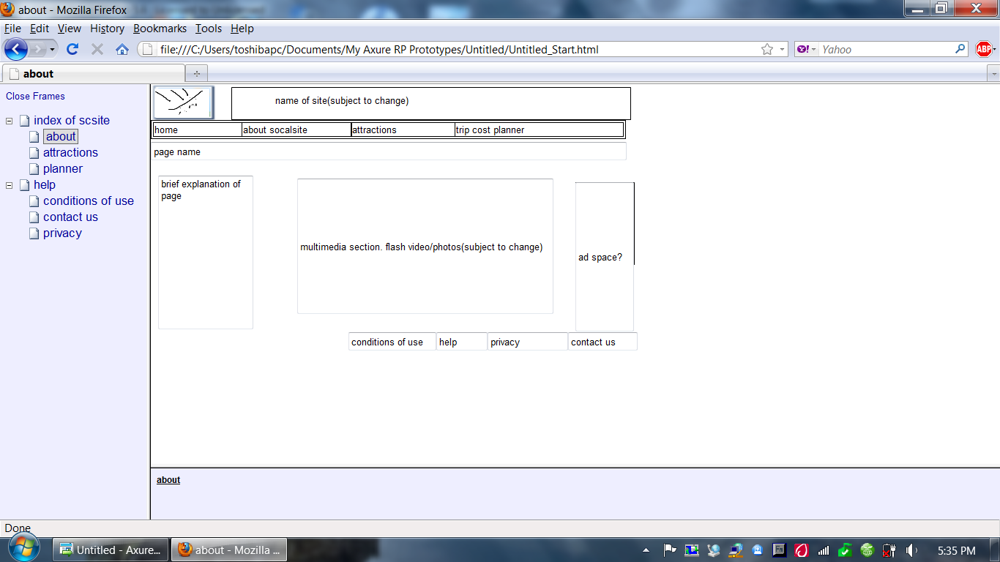 about - Mozilla Firefox
File Edit View History Bookmarks Tools Help
file:///C:/Users/toshibapc/Documents/My Axure RP Prototypes/Untitled/Untitled_Start.html
Y! Yahoo
ABP
about
Close Frames
index of scsite
about
attractions
planner
help
conditions of use
contact us
privacy
name of site(subject to change)
home about socalsite attractions trip cost planner
page name
brief explanation of
page
multimedia section. flash video/photos(subject to change)
ad space?
conditions of use help privacy contact us
about
Done
Untitled - Axure... about - Mozilla ... Fn 5:35 PM